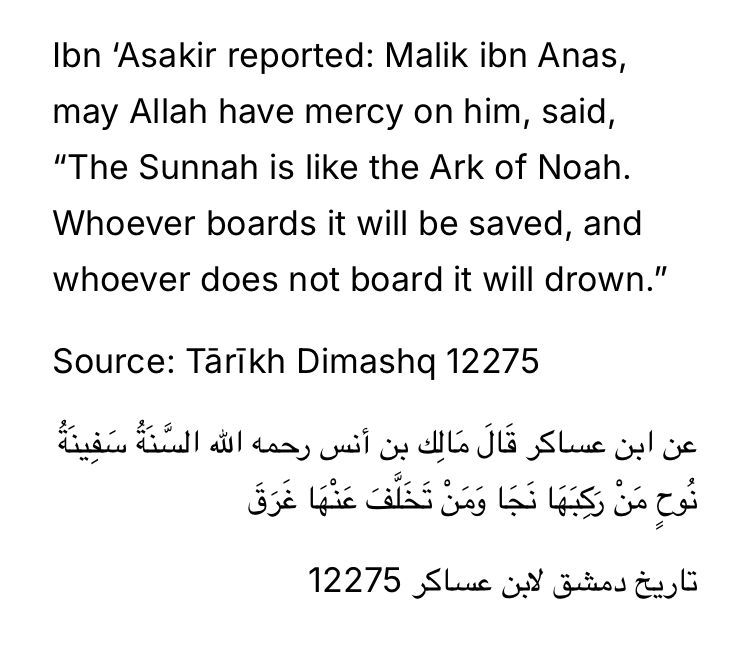 Ibn ‘Asakir reported: Malik ibn Anas,
may Allah have mercy on him, said,
“The Sunnah is like the Ark of Noah.
Whoever boards it will be saved, and
whoever does not board it will drown.”
Source: Tārīkh Dimashq 12275
عن ابن عساكر قَالَ مَالِك بن أنس رحمه الله السَّنَةُ سَفِينَةُ
نُوحٍ مَنْ رَكِبَهَا نَجَا وَمَنْ تَخَلَّفَ عَنْهَا غَرَقَ
تاريخ دمشق لابن عساكر 12275